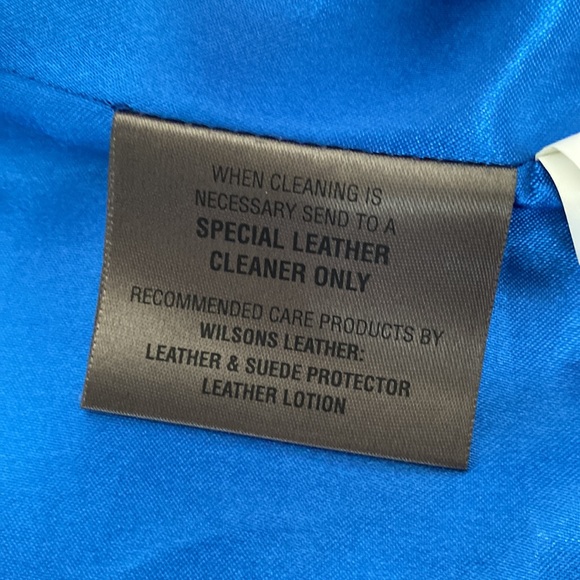 WHEN CLEANING IS
NECESSARY SEND TO A
SPECIAL LEATHER
CLEANER ONLY
RECOMMENDED CARE PRODUCTS BY
WILSONS LEATHER:
LEATHER & SUEDE PROTECTOR
LEATHER LOTION